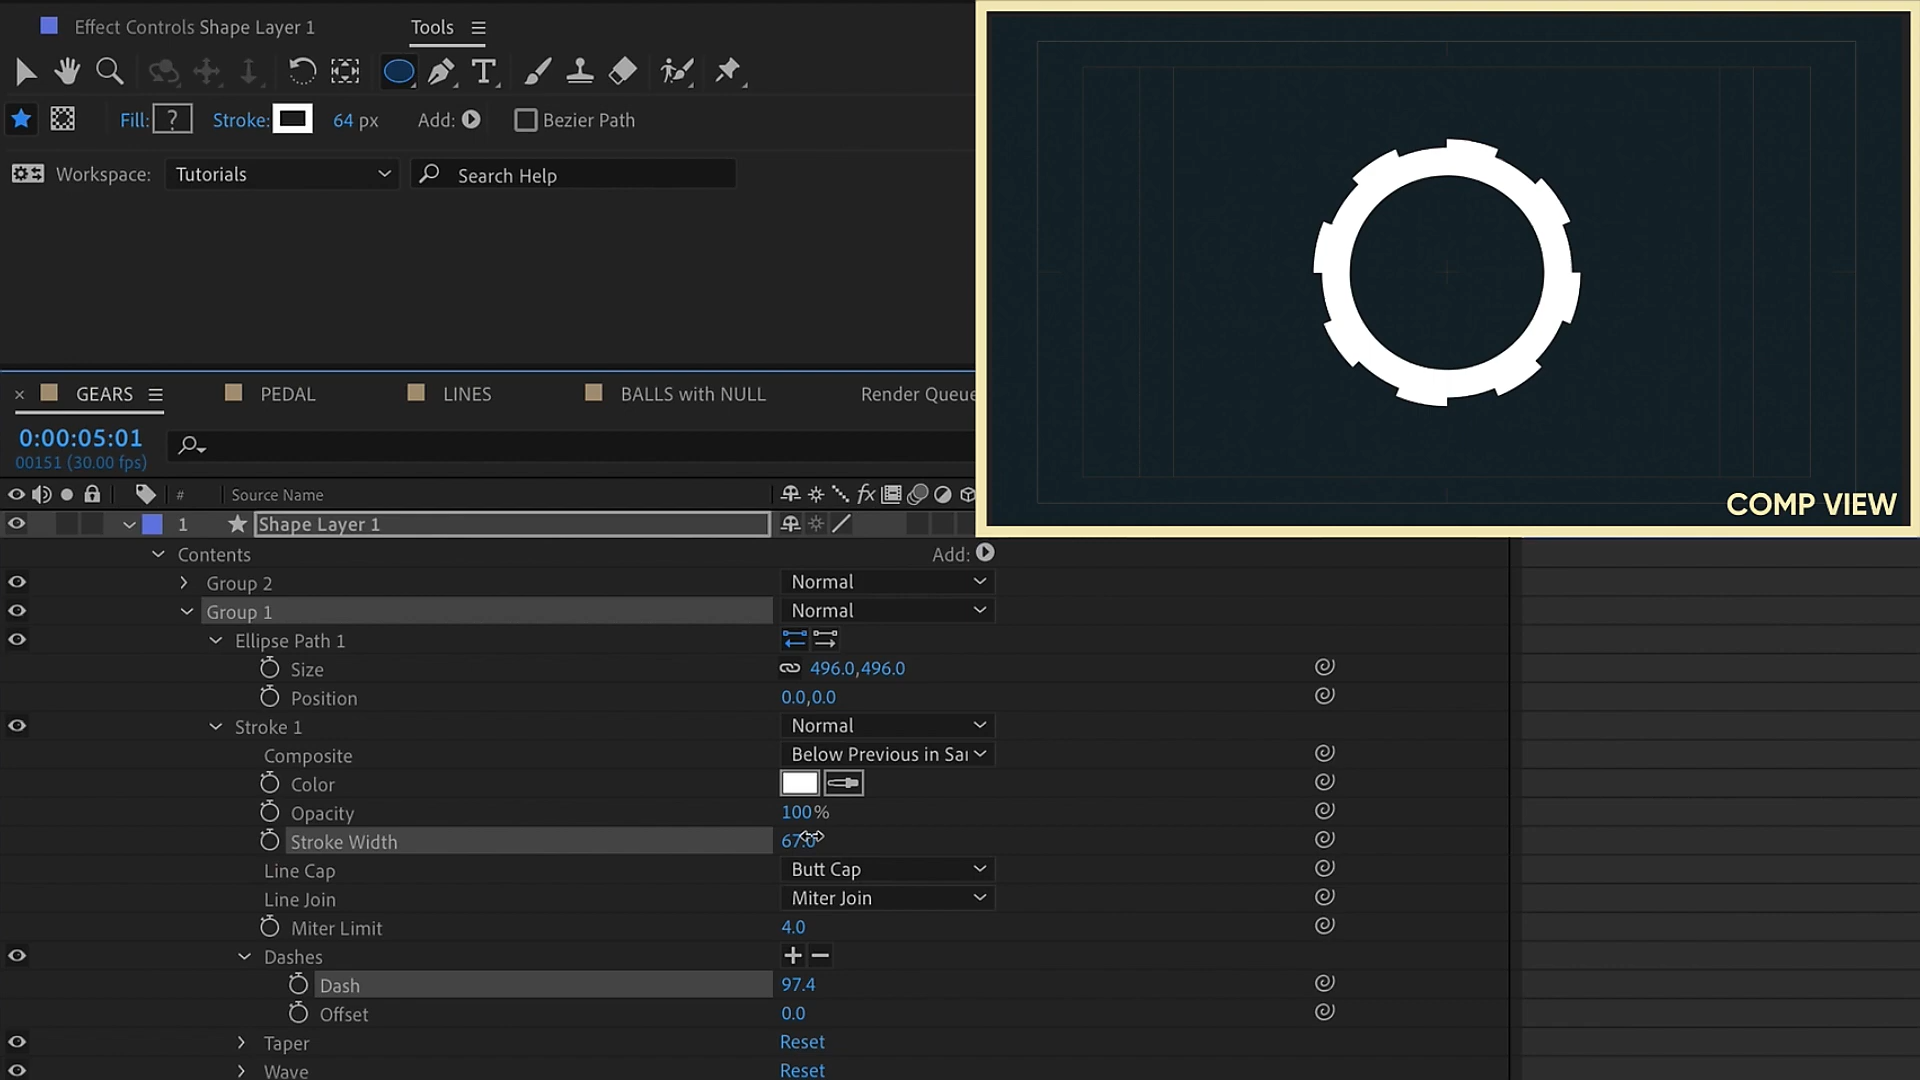 Effect Controls Shape Layer 1
Tools
Fill: ? Stroke: 64 px Add: Bezier Path
Workspace: Tutorials Search Help
GEARS PEDAL LINES BALLS with NULL Render Queue
0:00:05:01
00151 (30.00 fps)
# Source Name fx
1 Shape Layer 1
COMP VIEW
Contents Add:
Group 2 Normal
Group 1 Normal
Ellipse Path 1
Size 496.0,496.0
Position 0.0,0.0
Stroke 1 Normal
Composite Below Previous in Sai
Color
Opacity 100%
Stroke Width 67.0
Line Cap Butt Cap
Line Join Miter Join
Miter Limit 4.0
Dashes + −
Dash 97.4
Offset 0.0
Taper Reset
Wave Reset